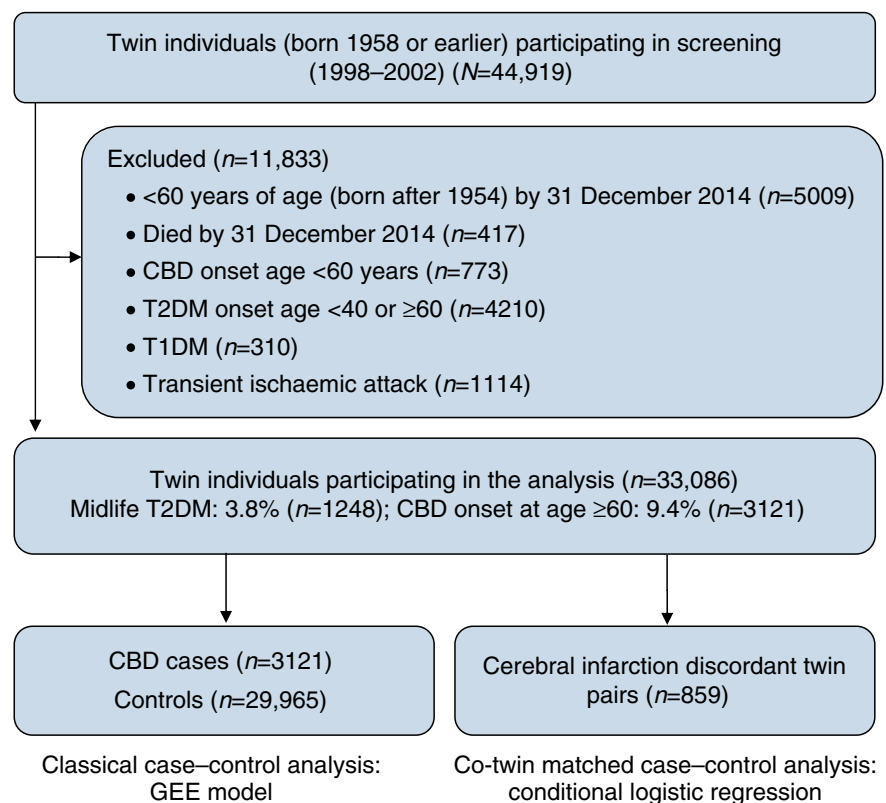 Twin individuals (born 1958 or earlier) participating in screening
(1998–2002) (N=44,919)
Excluded (n=11,833)
• <60 years of age (born after 1954) by 31 December 2014 (n=5009)
• Died by 31 December 2014 (n=417)
• CBD onset age <60 years (n=773)
• T2DM onset age <40 or ≥60 (n=4210)
• T1DM (n=310)
• Transient ischaemic attack (n=1114)
Twin individuals participating in the analysis (n=33,086)
Midlife T2DM: 3.8% (n=1248); CBD onset at age ≥60: 9.4% (n=3121)
CBD cases (n=3121)
Controls (n=29,965)
Cerebral infarction discordant twin
pairs (n=859)
Classical case–control analysis:
GEE model
Co-twin matched case–control analysis:
conditional logistic regression